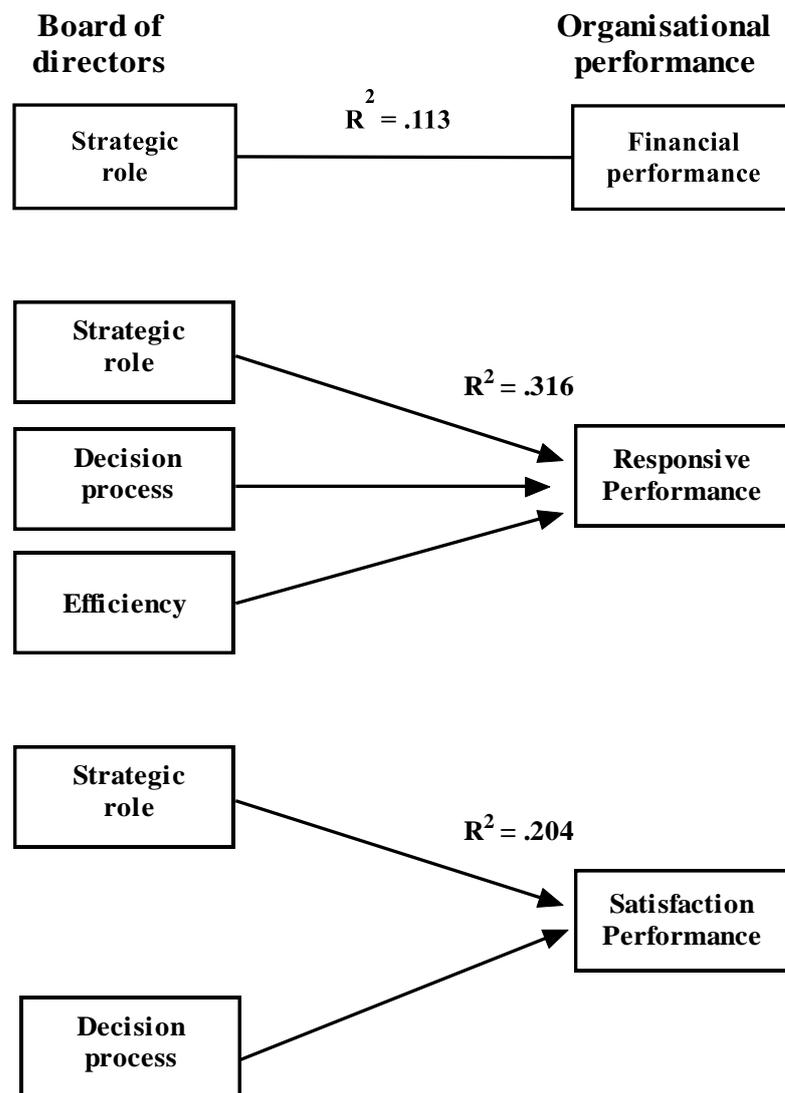 Board of
directors
Organisational
performance
Strategic
role
R² = .113
Financial
performance
Strategic
role
R² = .316
Decision
process
Responsive
Performance
Efficiency
Strategic
role
R² = .204
Satisfaction
Performance
Decision
process